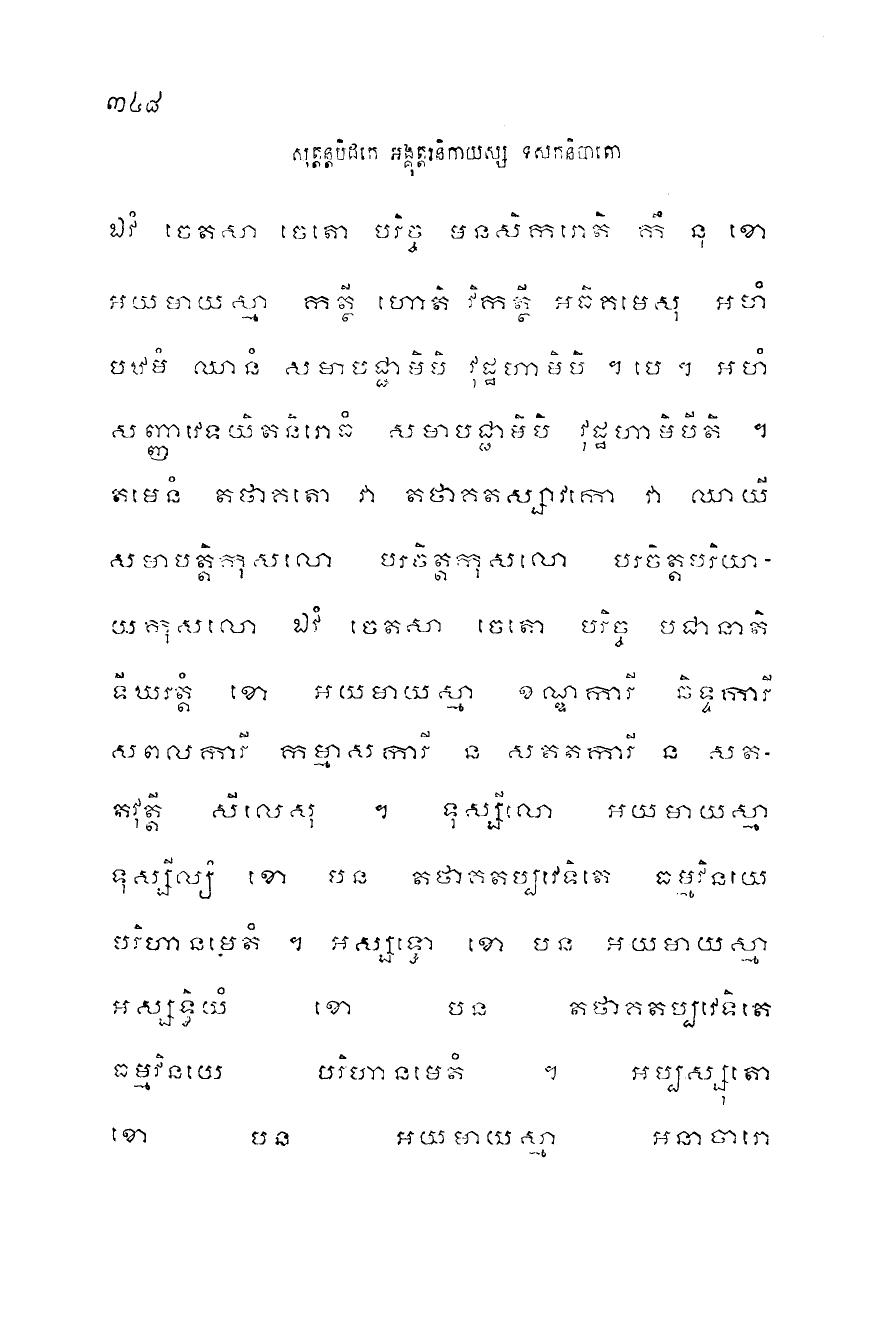 ៣៤៨
សុត្តន្តបិដកេ អង្គុត្តរនិកាយស្ស ទសកនិបាតោ
ឯវំ ចេតសា ចេតោ បរិច្ច មនសិករោតិ កឹ នុ ខោ
អយមាយស្មា កត្ថី ហោតិ វិកត្ថី អធិគមេសុ អហំ
បឋមំ ឈានំ សមាបជ្ជាមិបិ វុដ្ឋហាមិបិ ។ បេ ។ អហំ
សញ្ញាវេទយិតនិរោធំ សមាបជ្ជាមិបិ វុដ្ឋហាមិបីតិ ។
តមេនំ តថាគតោ វា តថាគតស្សាវកោ វា ឈាយី
សមាបត្តិកុសលោ បរចិត្តកុសលោ បរចិត្តបរិយា-
យកុសលោ ឯវំ ចេតសា ចេតោ បរិច្ច បជានាតិ
ទីឃរត្តំ ខោ អយមាយស្មា ខណ្ឌការី ឆិទ្ទការី
សពលការី កម្មាសការី ន សតតការី ន សត-
តវុត្តី សីលេសុ ។ ទុស្សីលោ អយមាយស្មា
ទុស្សីល្យំ ខោ បន តថាគតប្បវេទិតេ ធម្មវិនយេ
បរិហានមេតំ ។ អស្សទ្ធោ ខោ បន អយមាយស្មា
អស្សទ្ធិយំ ខោ បន តថាគតប្បវេទិតេ
ធម្មវិនយេ បរិហានមេតំ ។ អប្បស្សុតោ
ខោ បន អយមាយស្មា អនាចារោ